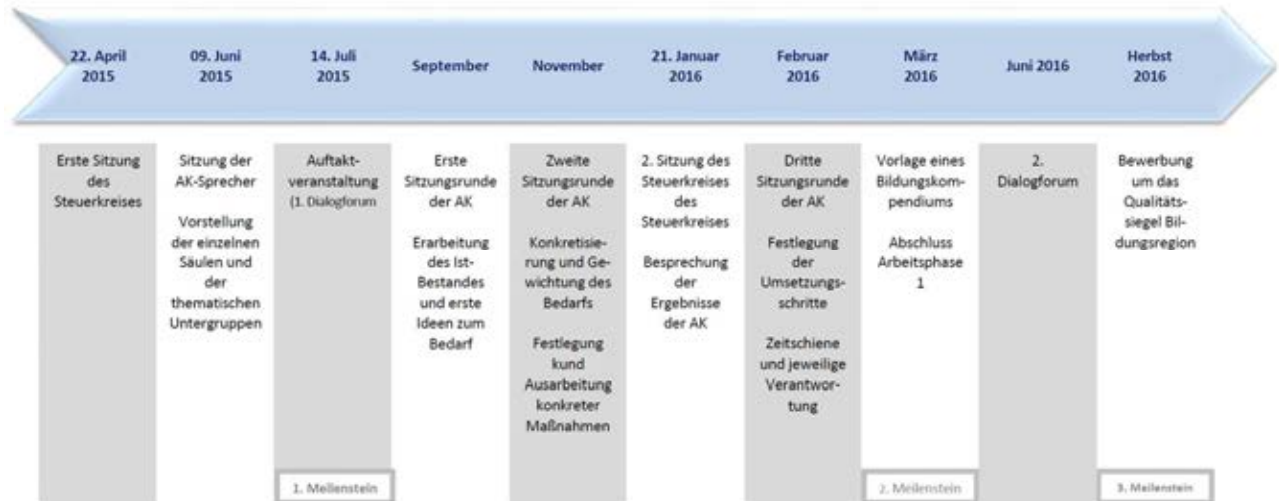 22. April
2015
09. Juni
2015
14. Juli
2015
September
November
21. Januar
2016
Februar
2016
März
2016
Juni 2016
Herbst
2016
Erste Sitzung
des
Steuerkreises
Sitzung der
AK-Sprecher
Vorstellung
der einzelnen
Säulen und
der
thematischen
Untergruppen
Auftakt-
veranstaltung
(1. Dialogforum
1. Meilenstein
Erste
Sitzungsrunde
der AK
Erarbeitung
des Ist-
Bestandes
und erste
Ideen zum
Bedarf
Zweite
Sitzungsrunde
der AK
Konkretisie-
rung und Ge-
wichtung des
Bedarfs
Festlegung
kund
Ausarbeitung
konkreter
Maßnahmen
2. Sitzung des
Steuerkreises
des
Steuerkreises
Besprechung
der
Ergebnisse
der AK
Dritte
Sitzungsrunde
der AK
Festlegung
der
Umsetzungs-
schritte
Zeitschiene
und jeweilige
Verantwor-
tung
Vorlage eines
Bildungskom-
pendiums
Abschluss
Arbeitsphase
1
2. Meilenstein
2.
Dialogforum
Bewerbung
um das
Qualitäts-
siegel Bil-
dungsregion
3. Meilenstein